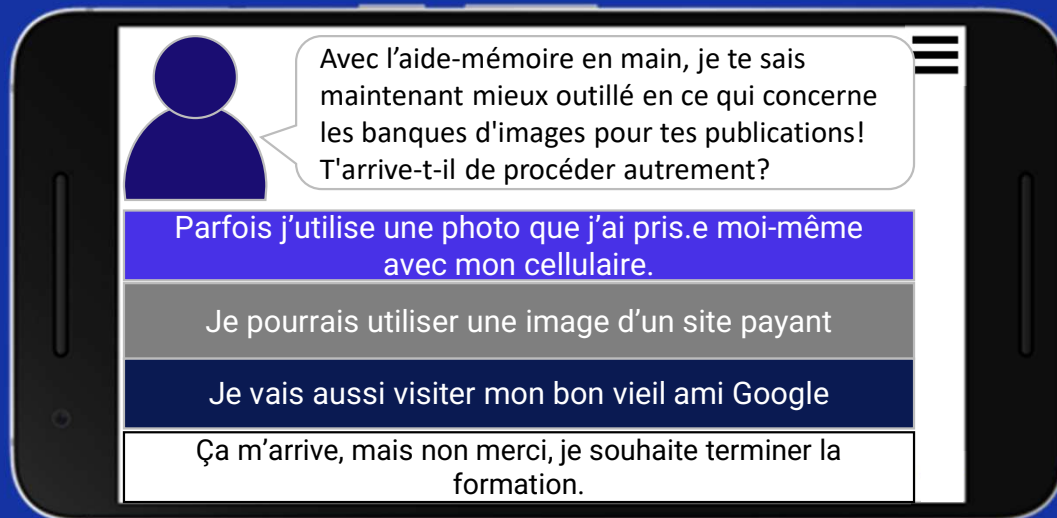 Avec l’aide-mémoire en main, je te sais
maintenant mieux outillé en ce qui concerne
les banques d'images pour tes publications!
T'arrive-t-il de procéder autrement?
Parfois j’utilise une photo que j’ai pris.e moi-même
avec mon cellulaire.
Je pourrais utiliser une image d’un site payant
Je vais aussi visiter mon bon vieil ami Google
Ça m’arrive, mais non merci, je souhaite terminer la
formation.